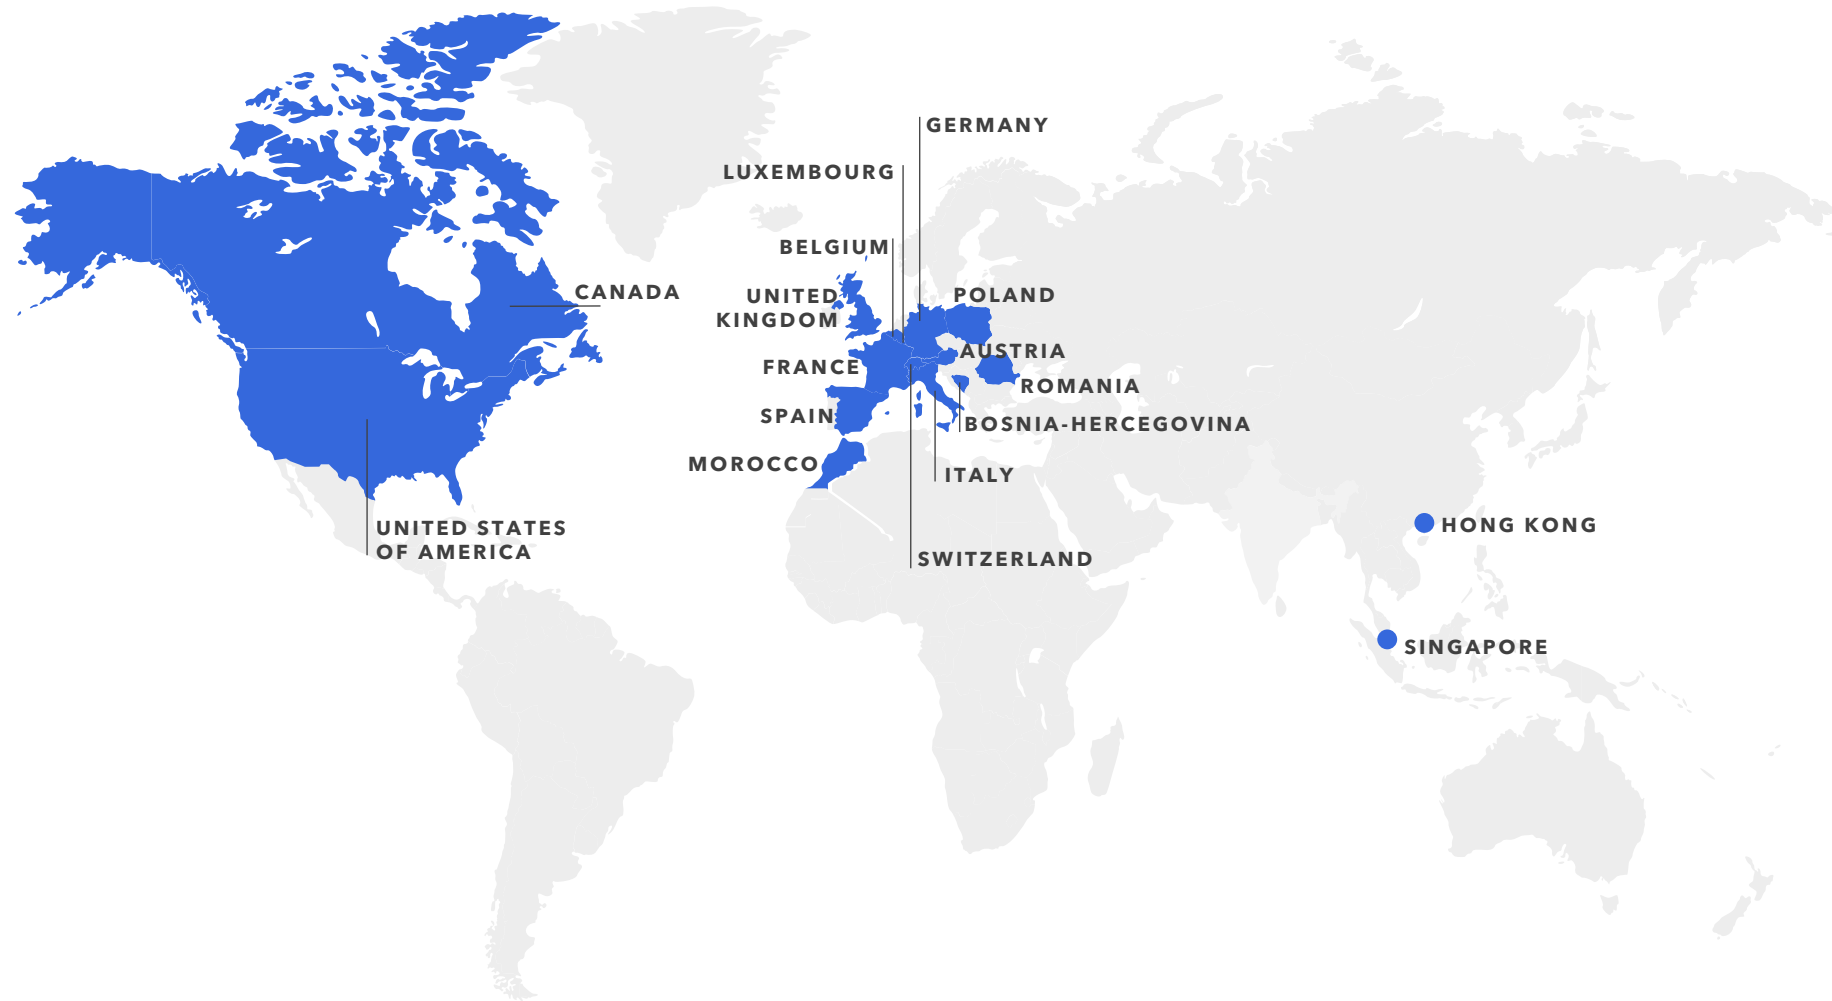 GERMANY
LUXEMBOURG
BELGIUM
CANADA
UNITED
KINGDOM
POLAND
AUSTRIA
FRANCE
ROMANIA
SPAIN
BOSNIA-HERCEGOVINA
MOROCCO
ITALY
UNITED STATES
OF AMERICA
HONG KONG
SWITZERLAND
SINGAPORE